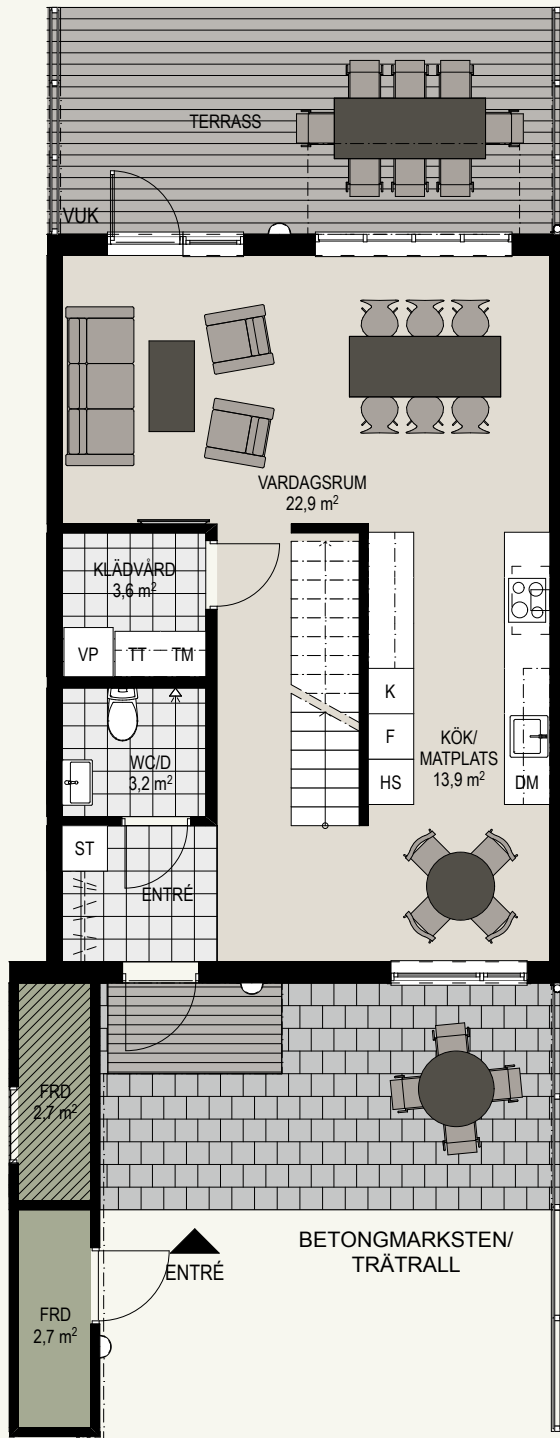 TERRASS
VUK
VARDAGSRUM
22,9 m²
KLÄDVÅRD
3,6 m²
VP
TT
TM
K
F
HS
KÖK/
MATPLATS
13,9 m²
DM
WC/D
3,2 m²
ST
ENTRÉ
FRD
2,7 m²
BETONGMARKSTEN/
TRÄTRALL
ENTRÉ
FRD
2,7 m²